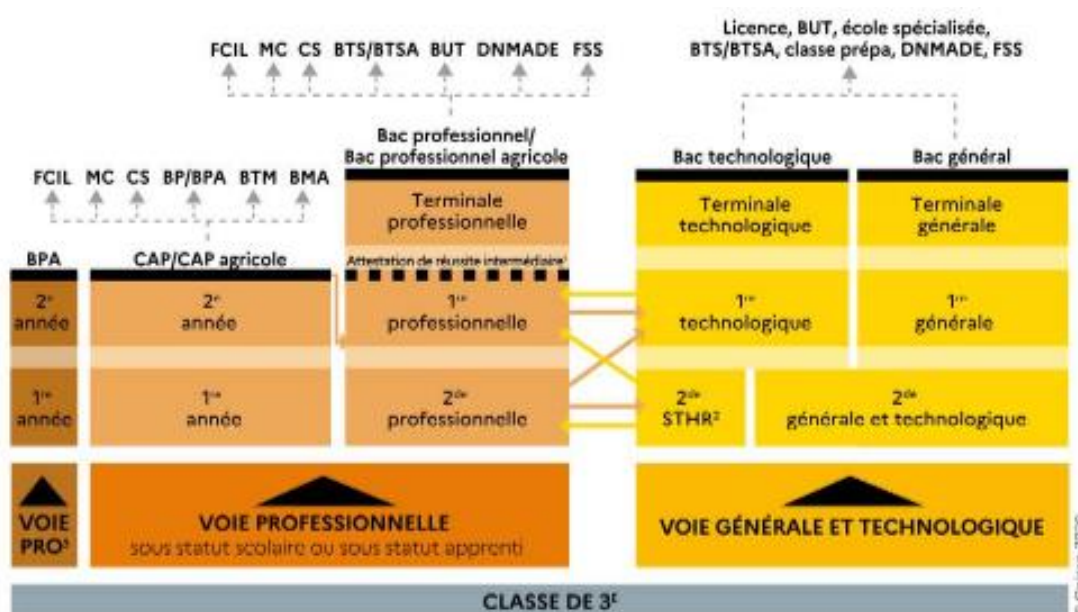 Licence, BUT, école spécialisée,
BTS/BTSA, classe prépa, DNMADE, FSS
FCIL MC CS BTS/BTSA BUT DNMADE FSS
Bac professionnel/
Bac professionnel agricole
Bac technologique
Bac général
FCIL MC CS BP/BPA BTM BMA
Terminale
professionnelle
Terminale
technologique
Terminale
générale
BPA
CAP/CAP agricole
Attestation de réussite intermédiaire¹
2e
année
2e
année
1re
professionnelle
1re
technologique
1re
générale
1re
année
1re
année
2de
professionnelle
2de
STHR²
2de
générale et technologique
VOIE
PRO³
VOIE PROFESSIONNELLE
sous statut scolaire ou sous statut apprenti
VOIE GÉNÉRALE ET TECHNOLOGIQUE
CLASSE DE 3E